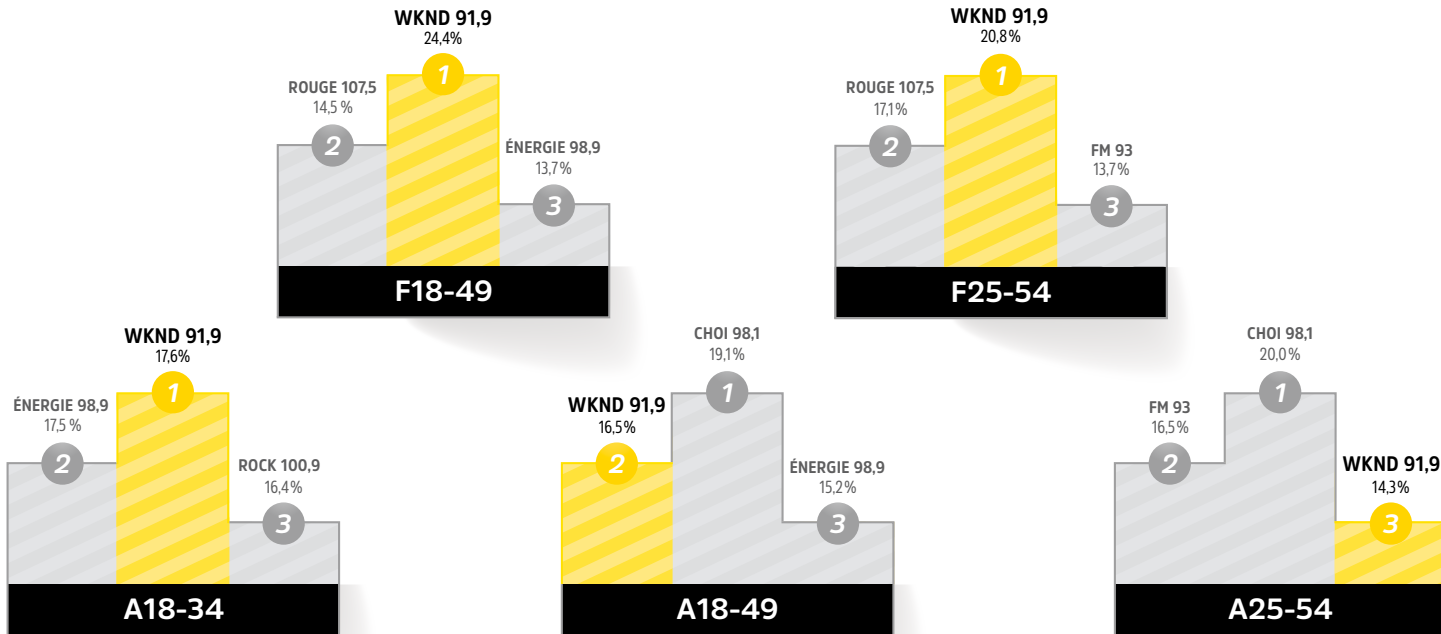 WKND 91,9
24,4%
1
ROUGE 107,5
14,5 %
2
ÉNERGIE 98,9
13,7%
3
F18-49
WKND 91,9
20,8%
1
ROUGE 107,5
17,1%
2
FM 93
13,7%
3
F25-54
WKND 91,9
17,6%
1
ÉNERGIE 98,9
17,5%
2
ROCK 100,9
16,4%
3
A18-34
CHOI 98,1
19,1%
1
WKND 91,9
16,5%
2
ÉNERGIE 98,9
15,2%
3
A18-49
CHOI 98,1
20,0%
1
FM 93
16,5%
2
WKND 91,9
14,3%
3
A25-54